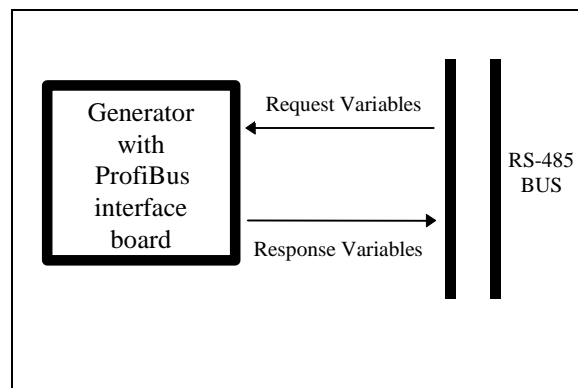 Generator
with
ProfiBus
interface
board
Request Variables
Response Variables
RS-485
BUS